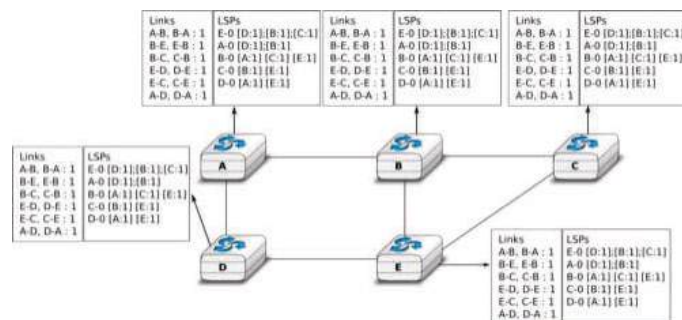 Links LSPs
A-B, B-A : 1 E-0 [D:1];[B:1];[C:1]
B-E, E-B : 1 A-0 [D:1];[B:1]
B-C, C-B : 1 B-0 [A:1] [C:1] [E:1]
E-D, D-E : 1 C-0 [B:1] [E:1]
E-C, C-E : 1 D-0 [A:1] [E:1]
A-D, D-A : 1
Links LSPs
A-B, B-A : 1 E-0 [D:1];[B:1];[C:1]
B-E, E-B : 1 A-0 [D:1];[B:1]
B-C, C-B : 1 B-0 [A:1] [C:1] [E:1]
E-D, D-E : 1 C-0 [B:1] [E:1]
E-C, C-E : 1 D-0 [A:1] [E:1]
A-D, D-A : 1
Links LSPs
A-B, B-A : 1 E-0 [D:1];[B:1];[C:1]
B-E, E-B : 1 A-0 [D:1];[B:1]
B-C, C-B : 1 B-0 [A:1] [C:1] [E:1]
E-D, D-E : 1 C-0 [B:1] [E:1]
E-C, C-E : 1 D-0 [A:1] [E:1]
A-D, D-A : 1
A
B
C
Links LSPs
A-B, B-A : 1 E-0 [D:1];[B:1];[C:1]
B-E, E-B : 1 A-0 [D:1];[B:1]
B-C, C-B : 1 B-0 [A:1] [C:1] [E:1]
E-D, D-E : 1 C-0 [B:1] [E:1]
E-C, C-E : 1 D-0 [A:1] [E:1]
A-D, D-A : 1
D
E
Links LSPs
A-B, B-A : 1 E-0 [D:1];[B:1];[C:1]
B-E, E-B : 1 A-0 [D:1];[B:1]
B-C, C-B : 1 B-0 [A:1] [C:1] [E:1]
E-D, D-E : 1 C-0 [B:1] [E:1]
E-C, C-E : 1 D-0 [A:1] [E:1]
A-D, D-A : 1